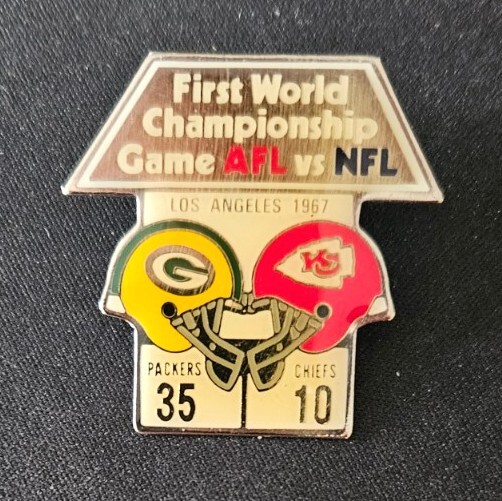 First World
Championship
Game AFL vs NFL
LOS ANGELES 1967
G
KC
PACKERS CHIEFS
35 10